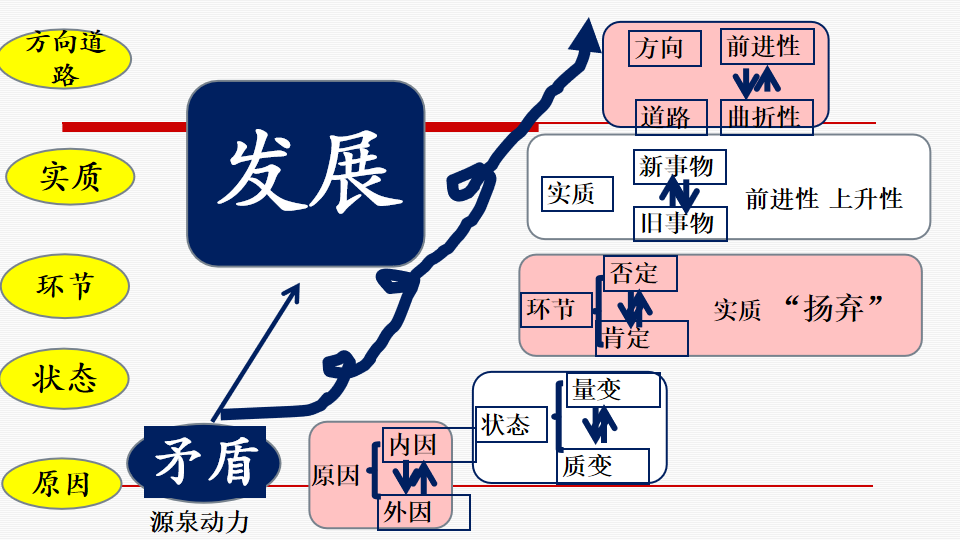 方向道
路
实质
环节
状态
原因
发展
矛盾
源泉动力
方向
前进性
道路
曲折性
实质
新事物
旧事物
前进性 上升性
环节
否定
肯定
实质 “扬弃”
状态
量变
质变
原因
内因
外因